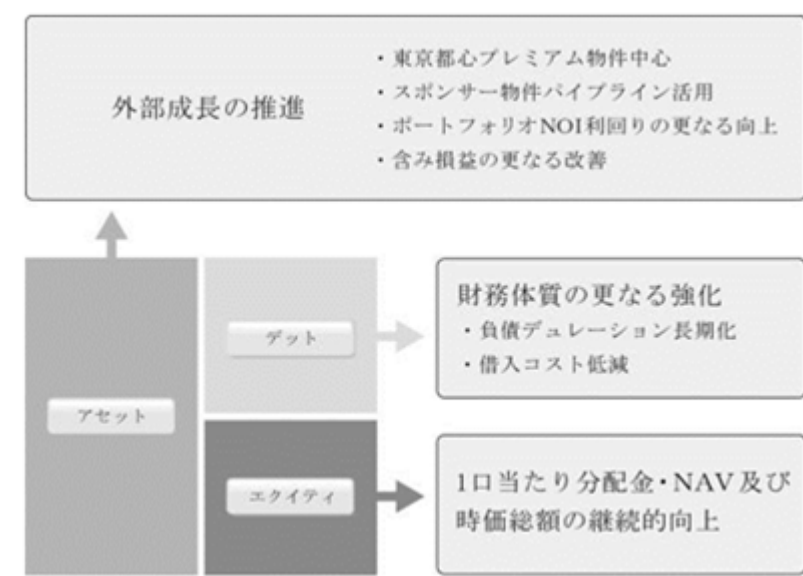 外部成長の推進
・東京都心プレミアム物件中心
・スポンサー物件パイプライン活用
・ポートフォリオNOI利回りの更なる向上
・含み損益の更なる改善
アセット
デット
財務体質の更なる強化
・負債デュレーション長期化
・借入コスト低減
エクイティ
1口当たり分配金・NAV及び
時価総額の継続的向上